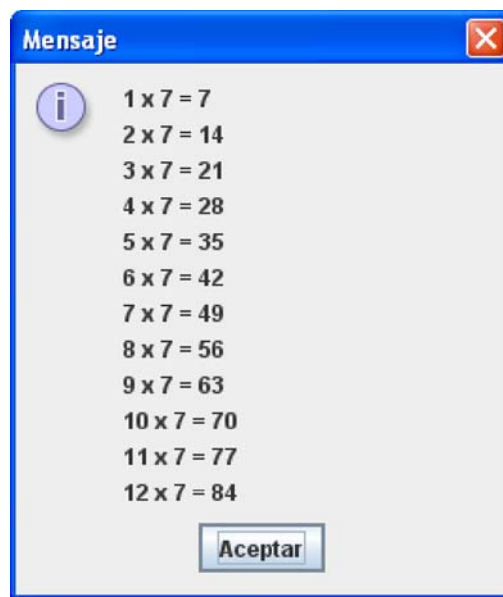 Mensaje
1 x 7 = 7
2 x 7 = 14
3 x 7 = 21
4 x 7 = 28
5 x 7 = 35
6 x 7 = 42
7 x 7 = 49
8 x 7 = 56
9 x 7 = 63
10 x 7 = 70
11 x 7 = 77
12 x 7 = 84
Aceptar